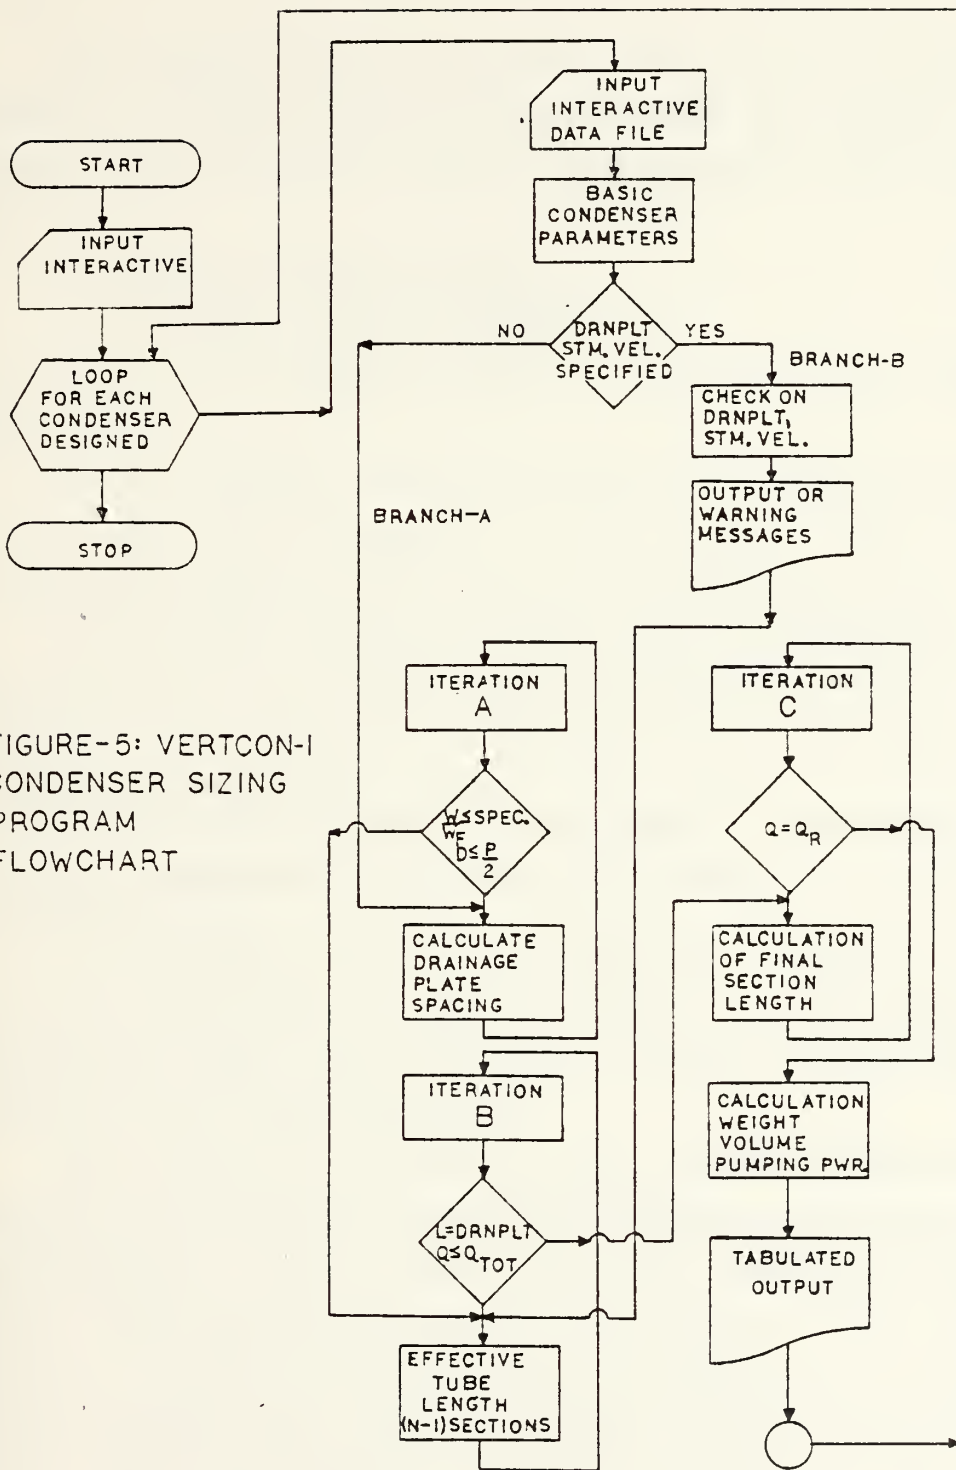 START
INPUT
INTERACTIVE
LOOP
FOR EACH
CONDENSER
DESIGNED
STOP
INPUT
INTERACTIVE
DATA FILE
BASIC
CONDENSER
PARAMETERS
NO
DRNPLT
STM. VEL.
SPECIFIED
YES
BRANCH-B
CHECK ON
DRNPLT,
STM. VEL.
OUTPUT OR
WARNING
MESSAGES
BRANCH-A
ITERATION
A
W/W_F ≤ SPEC.
D ≤ P/2
CALCULATE
DRAINAGE
PLATE
SPACING
ITERATION
B
L=DRNPLT
Q≤Q_TOT
EFFECTIVE
TUBE
LENGTH
(N-1)SECTIONS
ITERATION
C
Q=Q_R
CALCULATION
OF FINAL
SECTION
LENGTH
CALCULATION
WEIGHT
VOLUME
PUMPING PWR.
TABULATED
OUTPUT
FIGURE-5: VERTCON-I
CONDENSER SIZING
PROGRAM
FLOWCHART